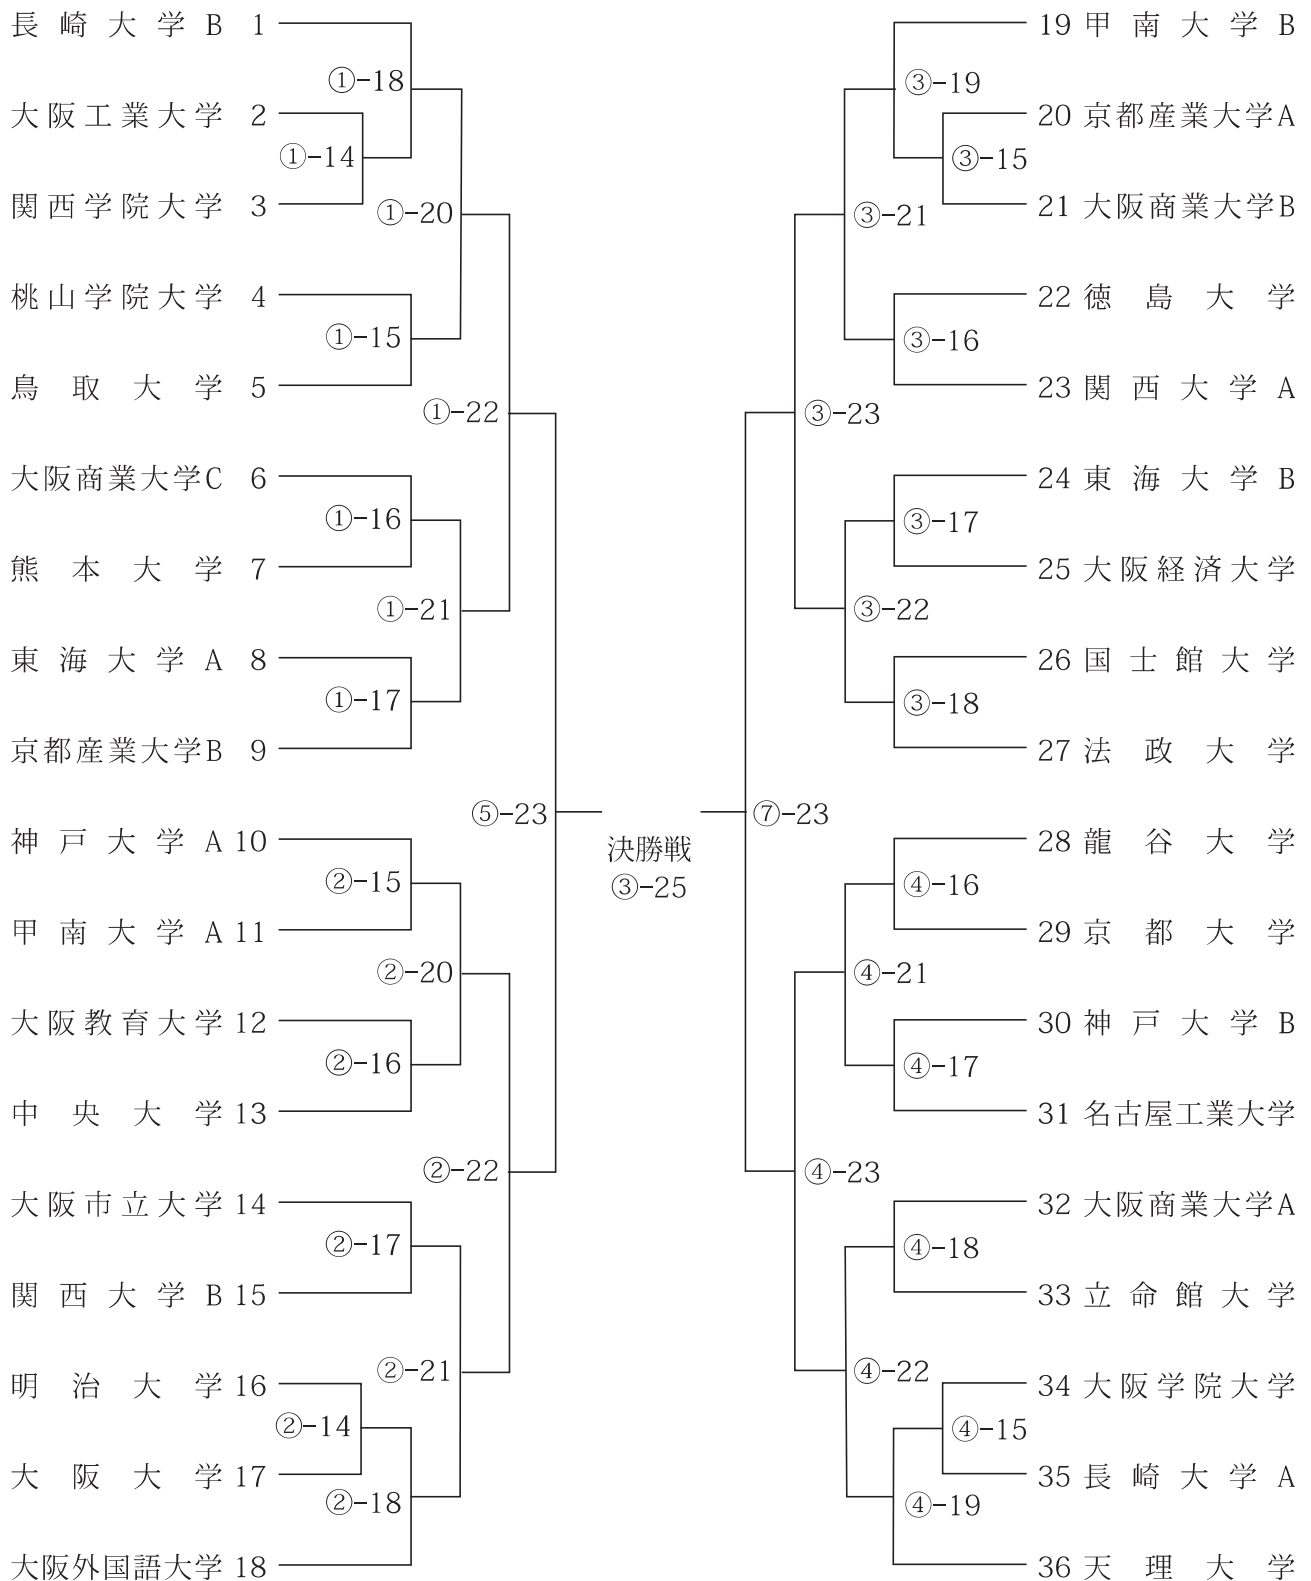 長崎大学B 1
①-18
大阪工業大学 2
①-14
関西学院大学 3
①-20
桃山学院大学 4
①-15
鳥取大学 5
①-22
大阪商業大学C 6
①-16
熊本大学 7
①-21
東海大学A 8
①-17
京都産業大学B 9
⑤-23
神戸大学A 10
②-15
甲南大学A 11
②-20
大阪教育大学 12
②-16
中央大学 13
②-22
大阪市立大学 14
②-17
関西大学B 15
②-21
明治大学 16
②-14
大阪大学 17
②-18
大阪外国語大学 18
決勝戦
③-25
19 甲南大学B
③-19
20 京都産業大学A
③-15
21 大阪商業大学B
③-21
22 徳島大学
③-16
23 関西大学A
③-23
24 東海大学B
③-17
25 大阪経済大学
③-22
26 国士館大学
③-18
27 法政大学
⑦-23
28 龍谷大学
④-16
29 京都大学
④-21
30 神戸大学B
④-17
31 名古屋工業大学
④-23
32 大阪商業大学A
④-18
33 立命館大学
④-22
34 大阪学院大学
④-15
35 長崎大学A
④-19
36 天理大学